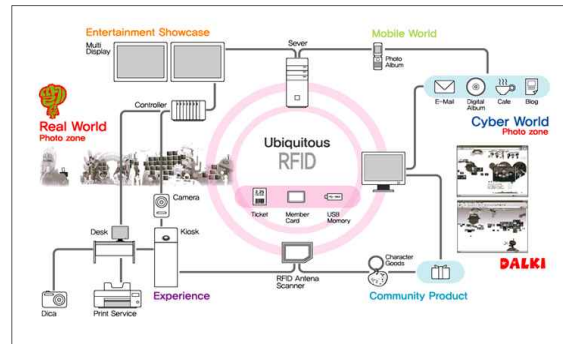 Entertainment Showcase
Multi
Display
Sever
Mobile World
Photo
Album
Controller
E-Mail
Digital
Album
Cafe
Blog
Real World
Photo zone
Cyber World
Photo zone
Ubiquitous
RFID
Camera
Ticket
Member
Card
USB
Memory
Desk
Kiosk
Character
Goods
DALKI
RFID Antena
Scanner
Dica
Print Service
Experience
Community Product